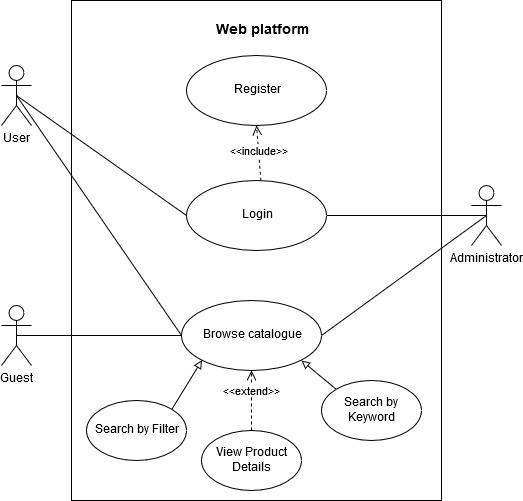 Web platform
Register
User
<<include>>
Login
Administrator
Browse catalogue
Guest
<<extend>>
Search by
Keyword
Search by Filter
View Product
Details